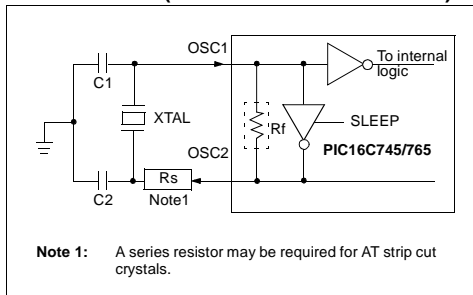 OSC1
To internal
logic
C1
XTAL
SLEEP
Rf
OSC2
PIC16C745/765
Rs
C2
Note1
Note 1: A series resistor may be required for AT strip cut
crystals.